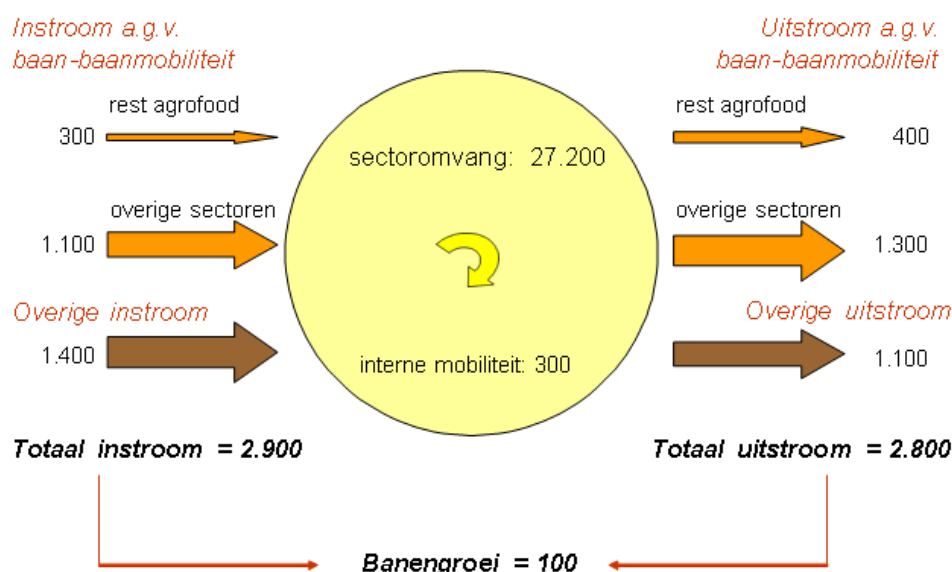 Instroom a.g.v.
baan-baanmobiliteit
rest agrofood
300
overige sectoren
1.100
Overige instroom
1.400
Totaal instroom = 2.900
sectoromvang: 27.200
interne mobiliteit: 300
Uitstroom a.g.v.
baan-baanmobiliteit
rest agrofood
400
overige sectoren
1.300
Overige uitstroom
1.100
Totaal uitstroom = 2.800
Banengroei = 100